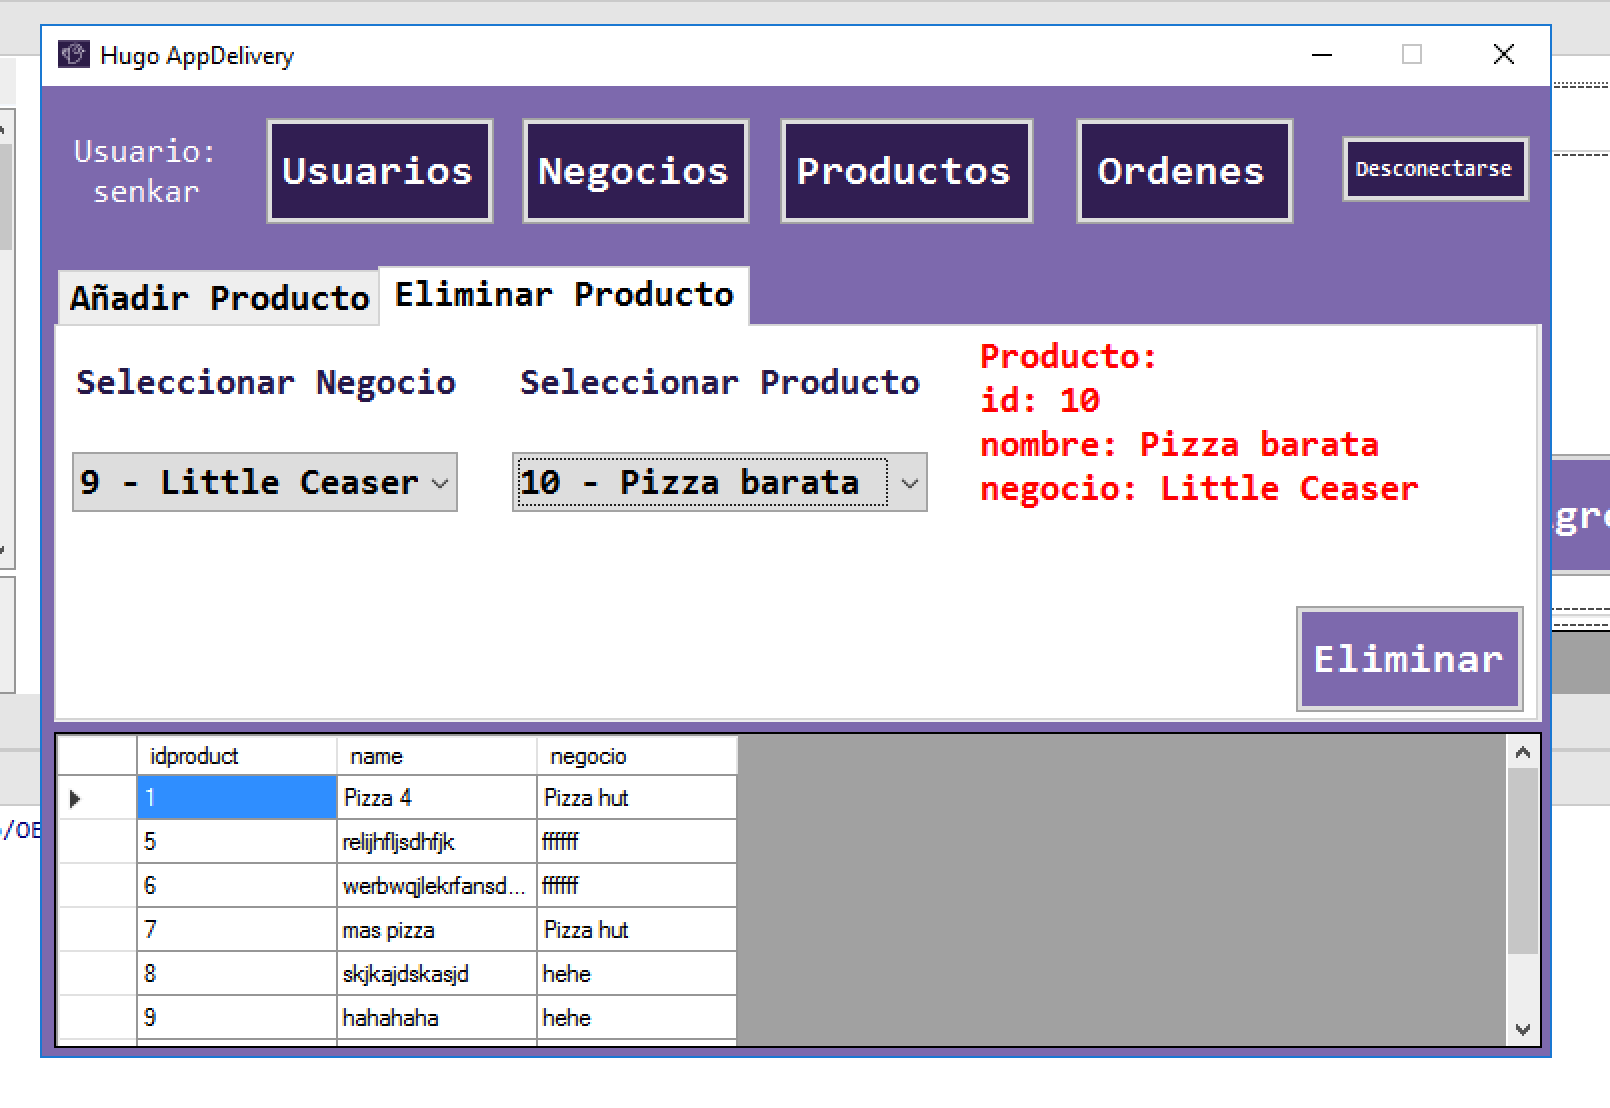 Hugo AppDelivery
Usuario:
senkar
Usuarios
Negocios
Productos
Ordenes
Desconectarse
Añadir Producto
Eliminar Producto
Seleccionar Negocio
Seleccionar Producto
9 - Little Ceaser
10 - Pizza barata
Producto:
id: 10
nombre: Pizza barata
negocio: Little Ceaser
Eliminar
idproduct name negocio
1 Pizza 4 Pizza hut
5 relijhfljsdhfjk ffffff
6 werbwqjlekrfansd... ffffff
7 mas pizza Pizza hut
8 skjkajdskasjd hehe
9 hahahaha hehe